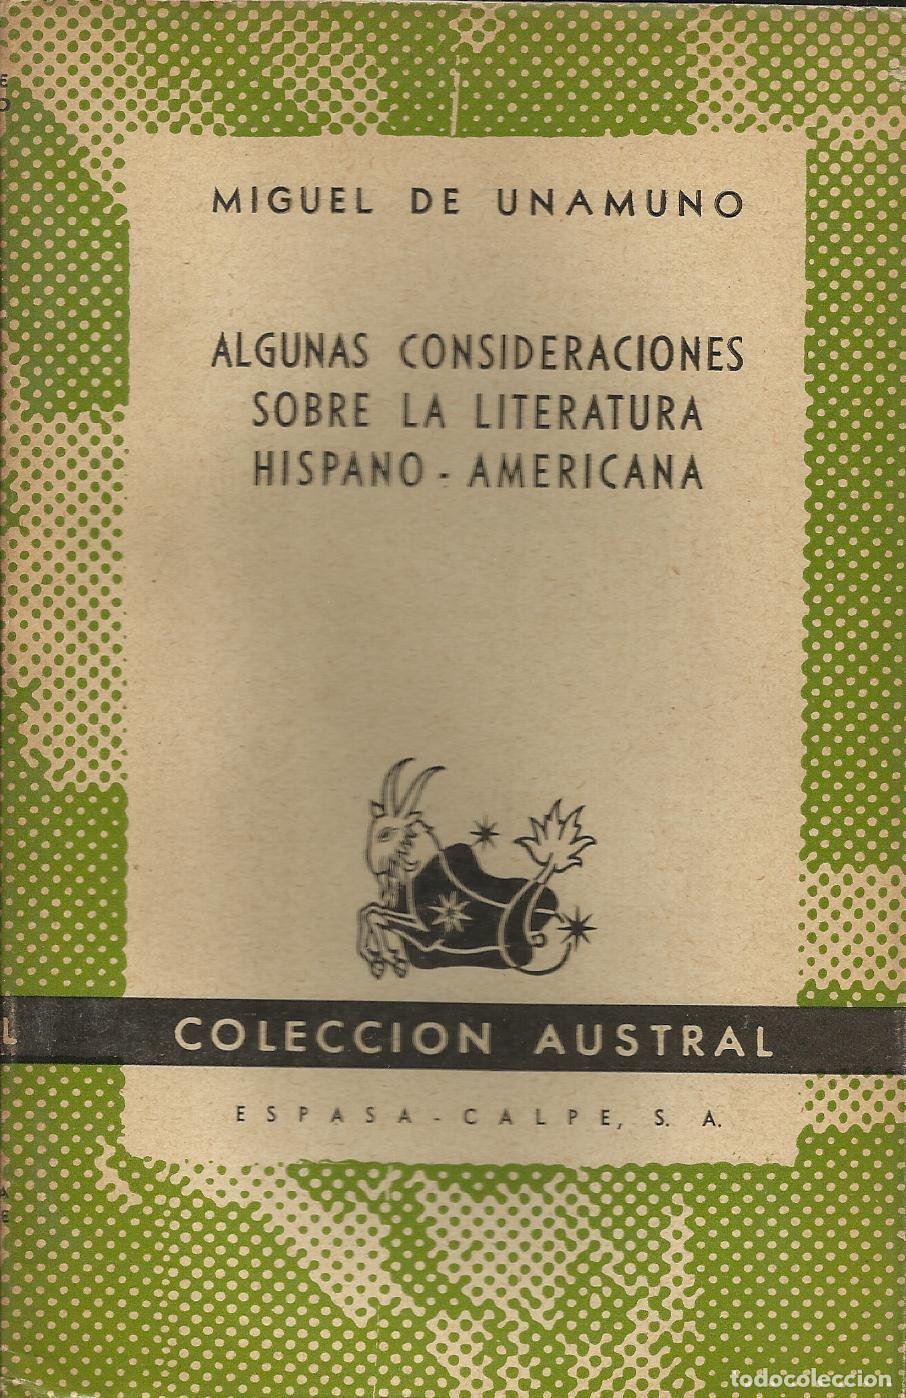 MIGUEL DE UNAMUNO
ALGUNAS CONSIDERACIONES
SOBRE LA LITERATURA
HISPANO - AMERICANA
COLECCION AUSTRAL
ESPASA - CALPE, S. A.
todocoleccion